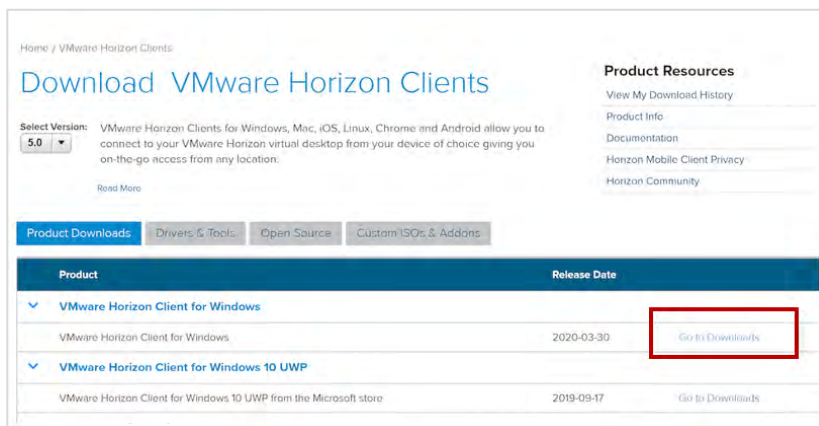 Home / VMware Horizon Clients
Download VMware Horizon Clients
Select Version:
5.0
VMware Horizon Clients for Windows, Mac, iOS, Linux, Chrome and Android allow you to
connect to your VMware Horizon virtual desktop from your device of choice giving you
on-the-go access from any location.
Read More
Product Resources
View My Download History
Product Info
Documentation
Horizon Mobile Client Privacy
Horizon Community
Product Downloads Drivers & Tools Open Source Custom ISOs & Addons
Product Release Date
VMware Horizon Client for Windows
VMware Horizon Client for Windows 2020-03-30 Go to Downloads
VMware Horizon Client for Windows 10 UWP
VMware Horizon Client for Windows 10 UWP from the Microsoft store 2019-09-17 Go to Downloads